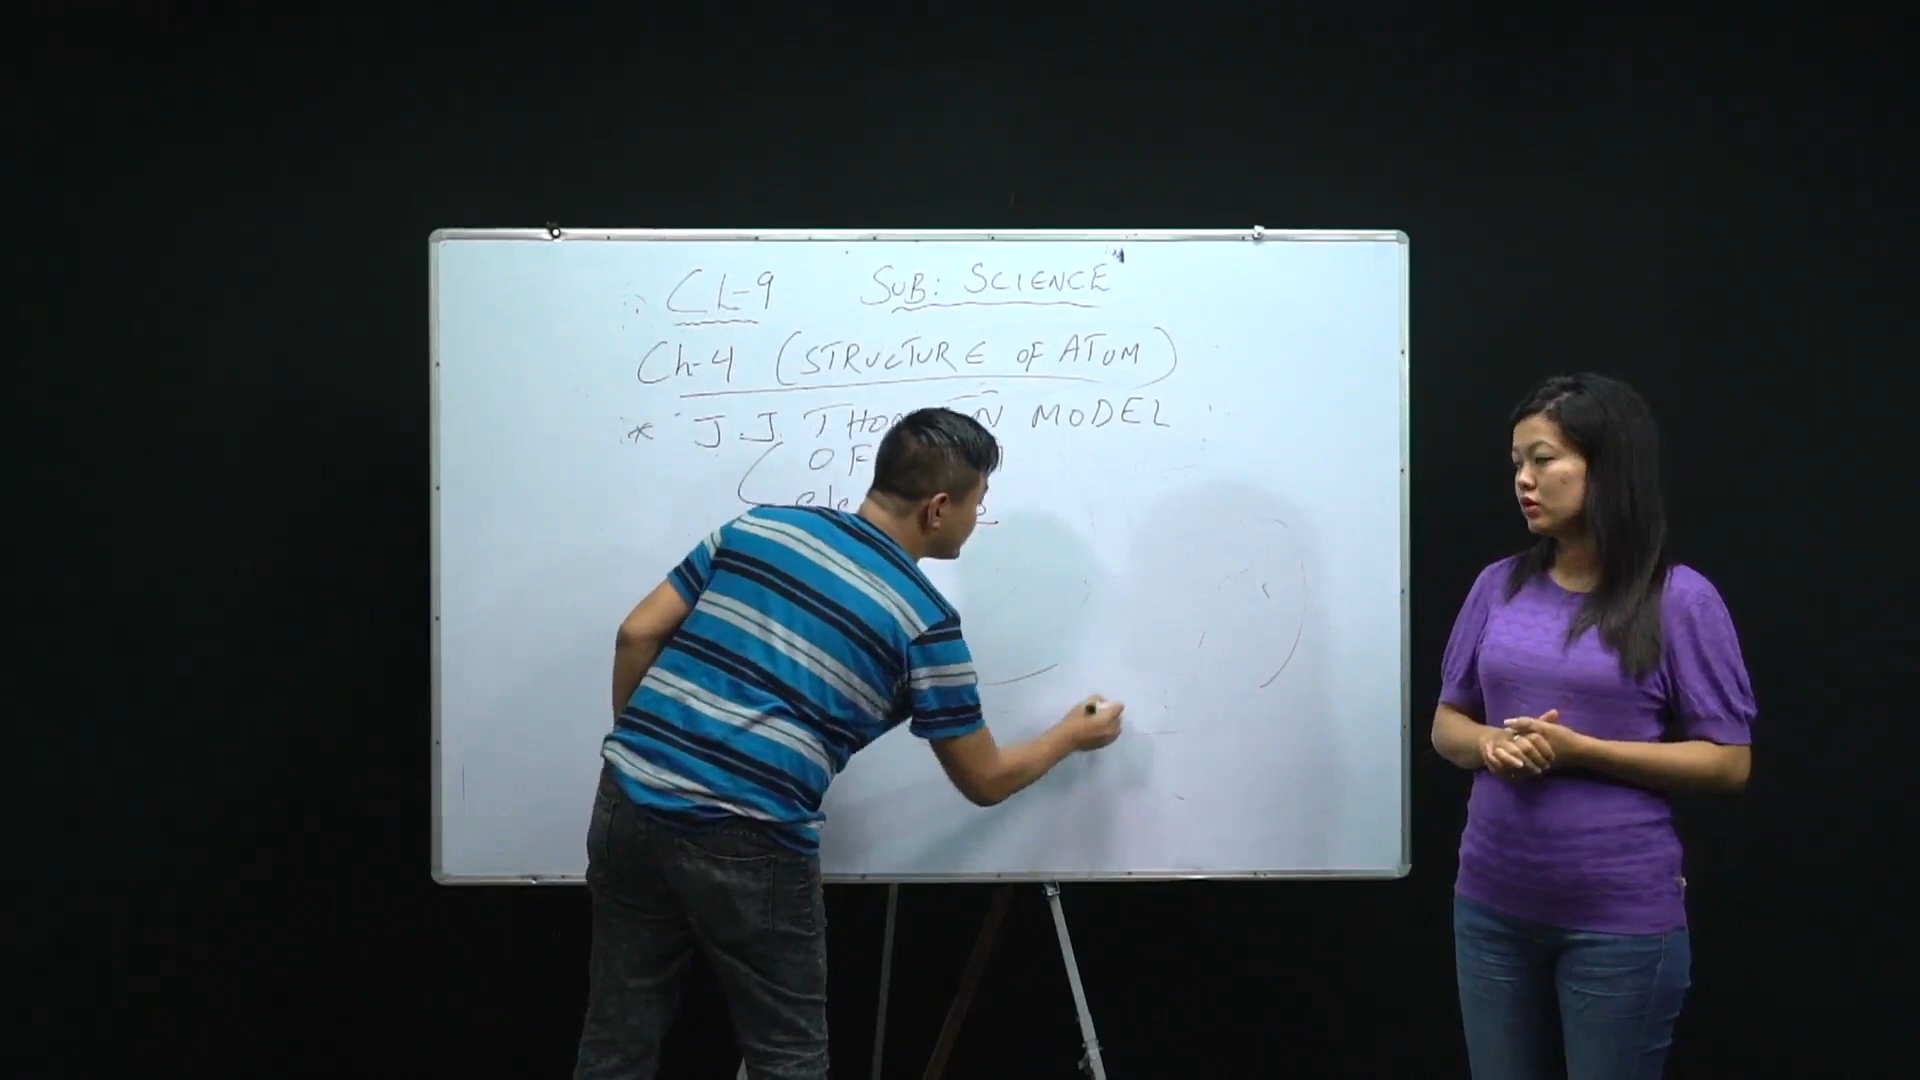 CL-9 SUB: SCIENCE
Ch-4 (STRUCTURE OF ATOM)
* J.J. MODEL
OF